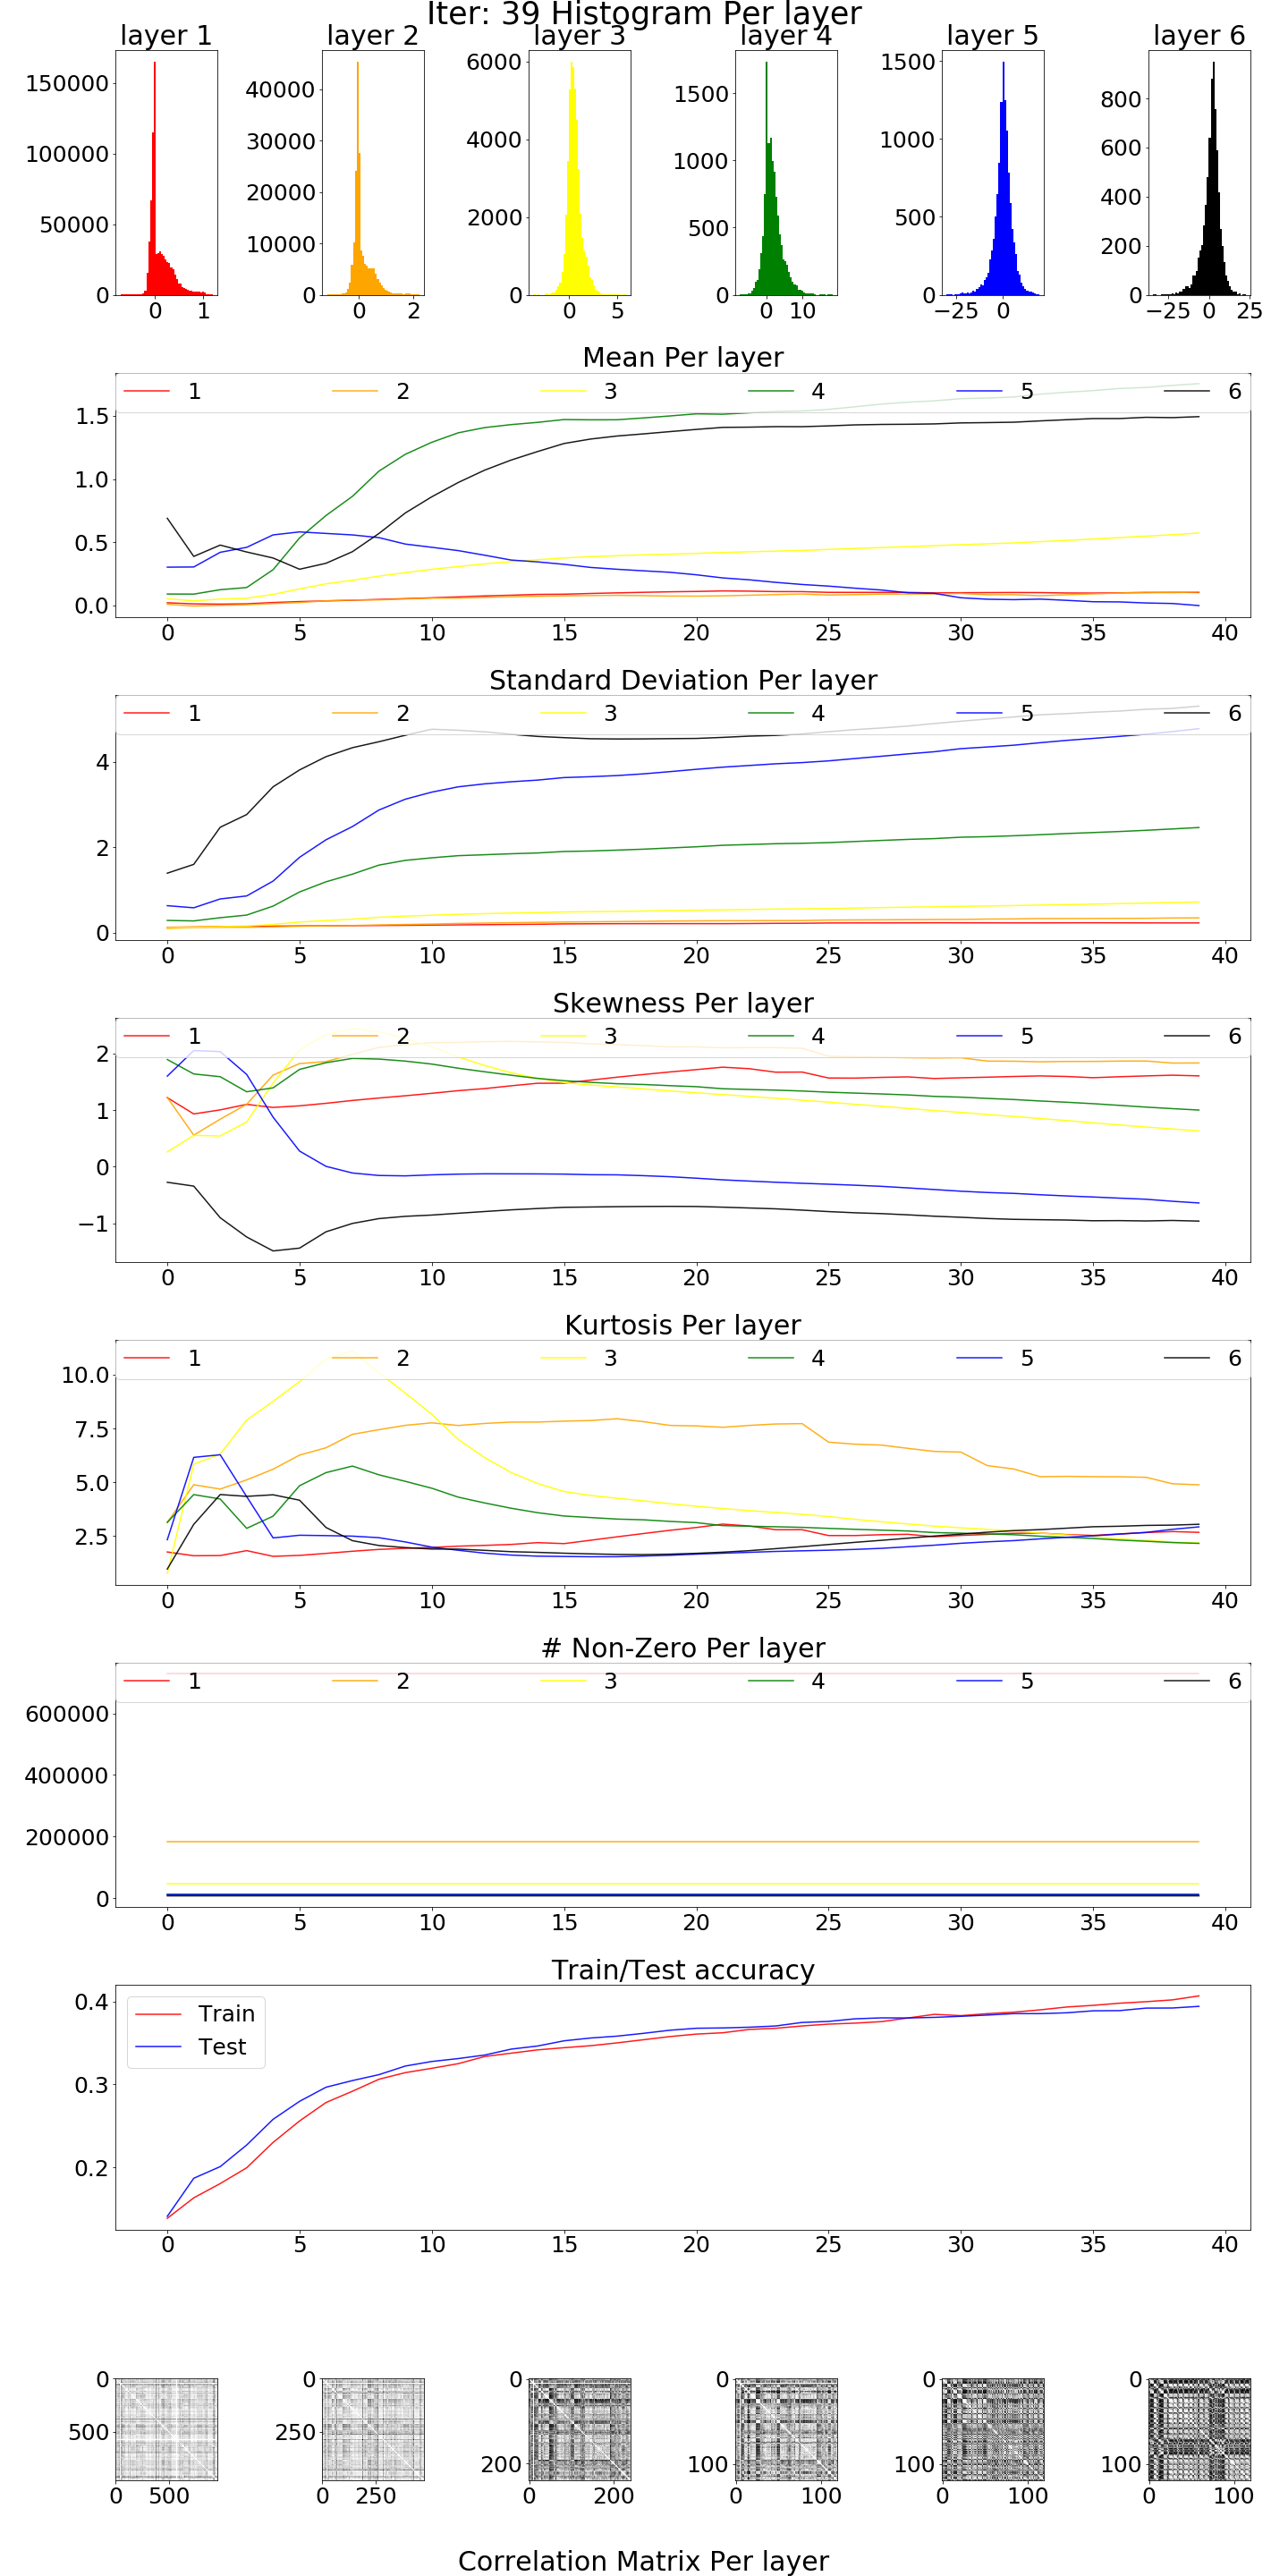 Iter: 39 Histogram Per layer
layer 1 layer 2 layer 3 layer 4 layer 5 layer 6
150000 100000 50000 0 0 1
40000 30000 20000 10000 0 0 2
6000 4000 2000 0 0 5
1500 1000 500 0 0 10
1500 1000 500 0 −25 0
800 600 400 200 0 −25 0 25
Mean Per layer
1 2 3 4 5 6
1.5
1.0
0.5
0.0
0 5 10 15 20 25 30 35 40
Standard Deviation Per layer
1 2 3 4 5 6
4
2
0
0 5 10 15 20 25 30 35 40
Skewness Per layer
1 2 3 4 5 6
2
1
0
−1
0 5 10 15 20 25 30 35 40
Kurtosis Per layer
1 2 3 4 5 6
10.0
7.5
5.0
2.5
0 5 10 15 20 25 30 35 40
# Non-Zero Per layer
1 2 3 4 5 6
600000
400000
200000
0
0 5 10 15 20 25 30 35 40
Train/Test accuracy
Train
Test
0.4
0.3
0.2
0 5 10 15 20 25 30 35 40
0 500 0 500
0 250 0 250
0 200 0 200
0 100 0 100
0 100 0 100
0 100 0 100
Correlation Matrix Per layer